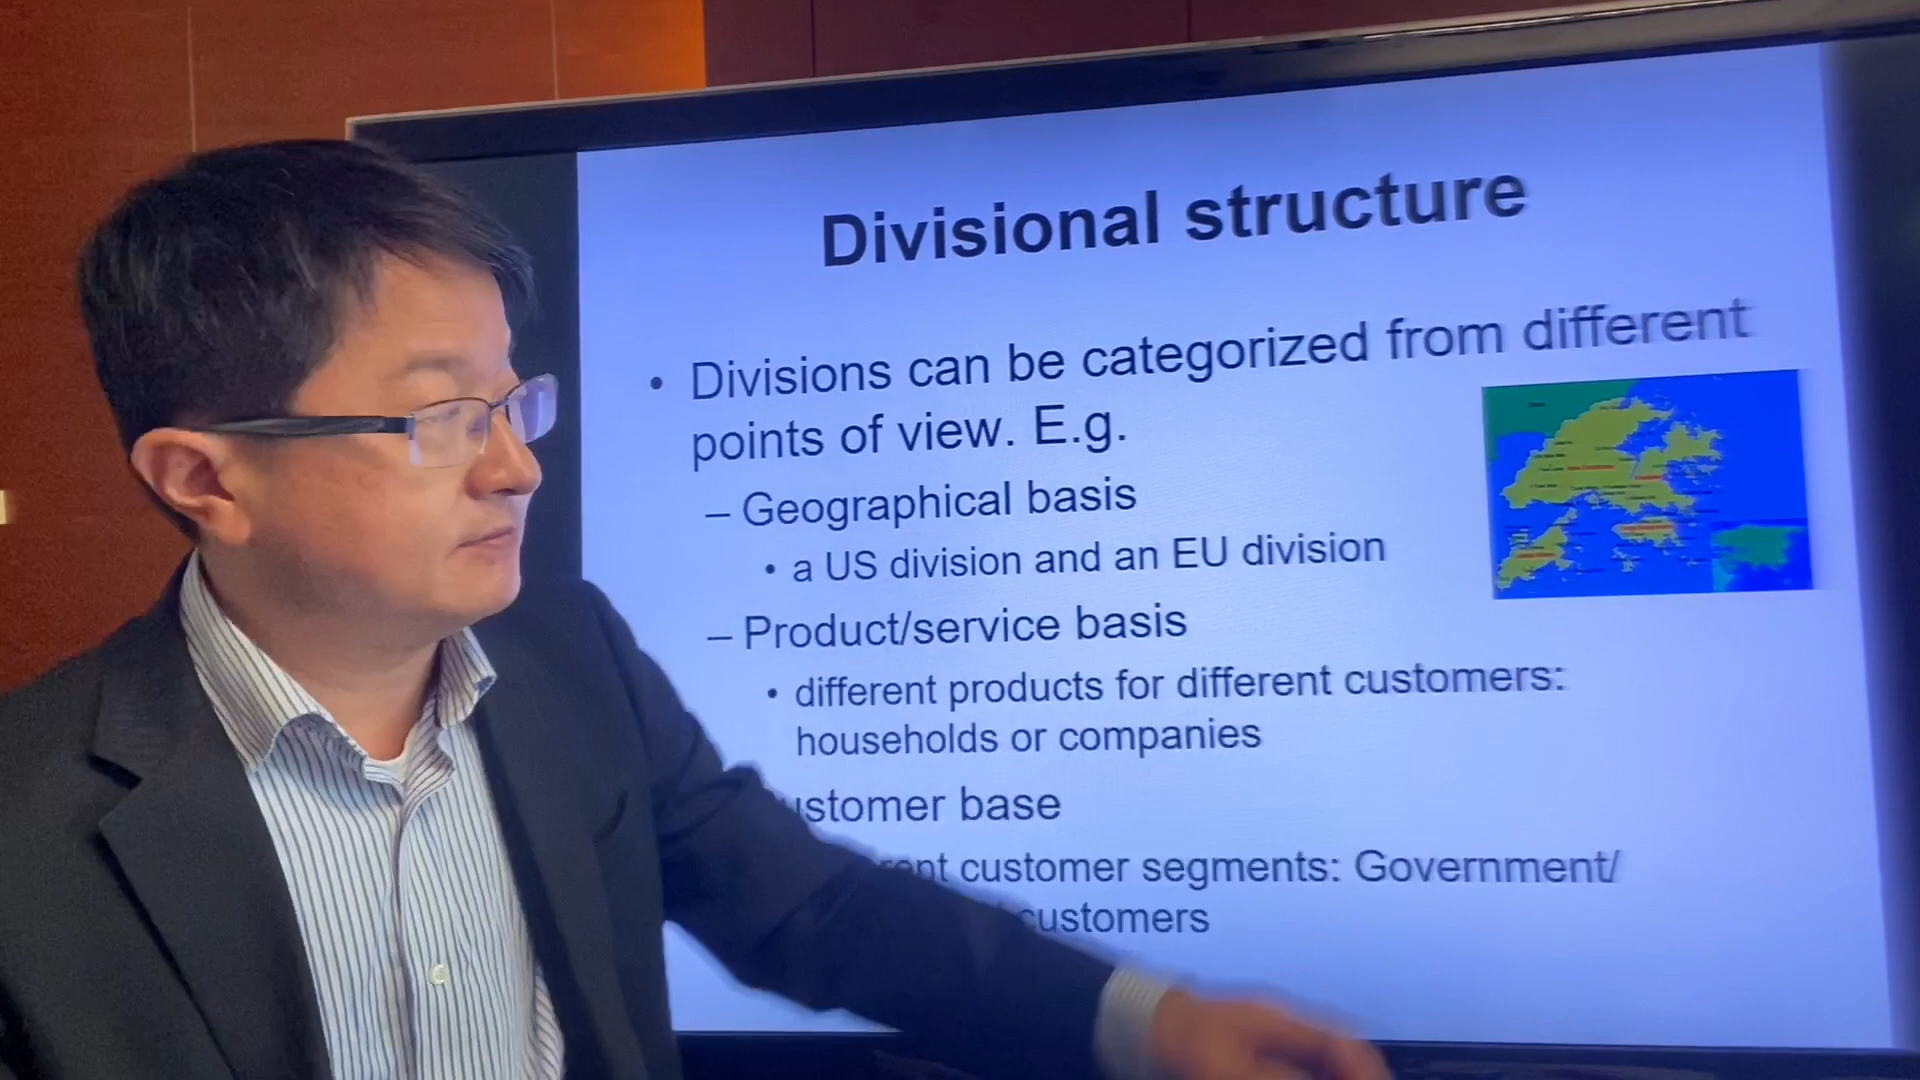 Divisional structure
• Divisions can be categorized from different
points of view. E.g.
– Geographical basis
• a US division and an EU division
– Product/service basis
• different products for different customers:
households or companies
base
customer segments: Government/
customers